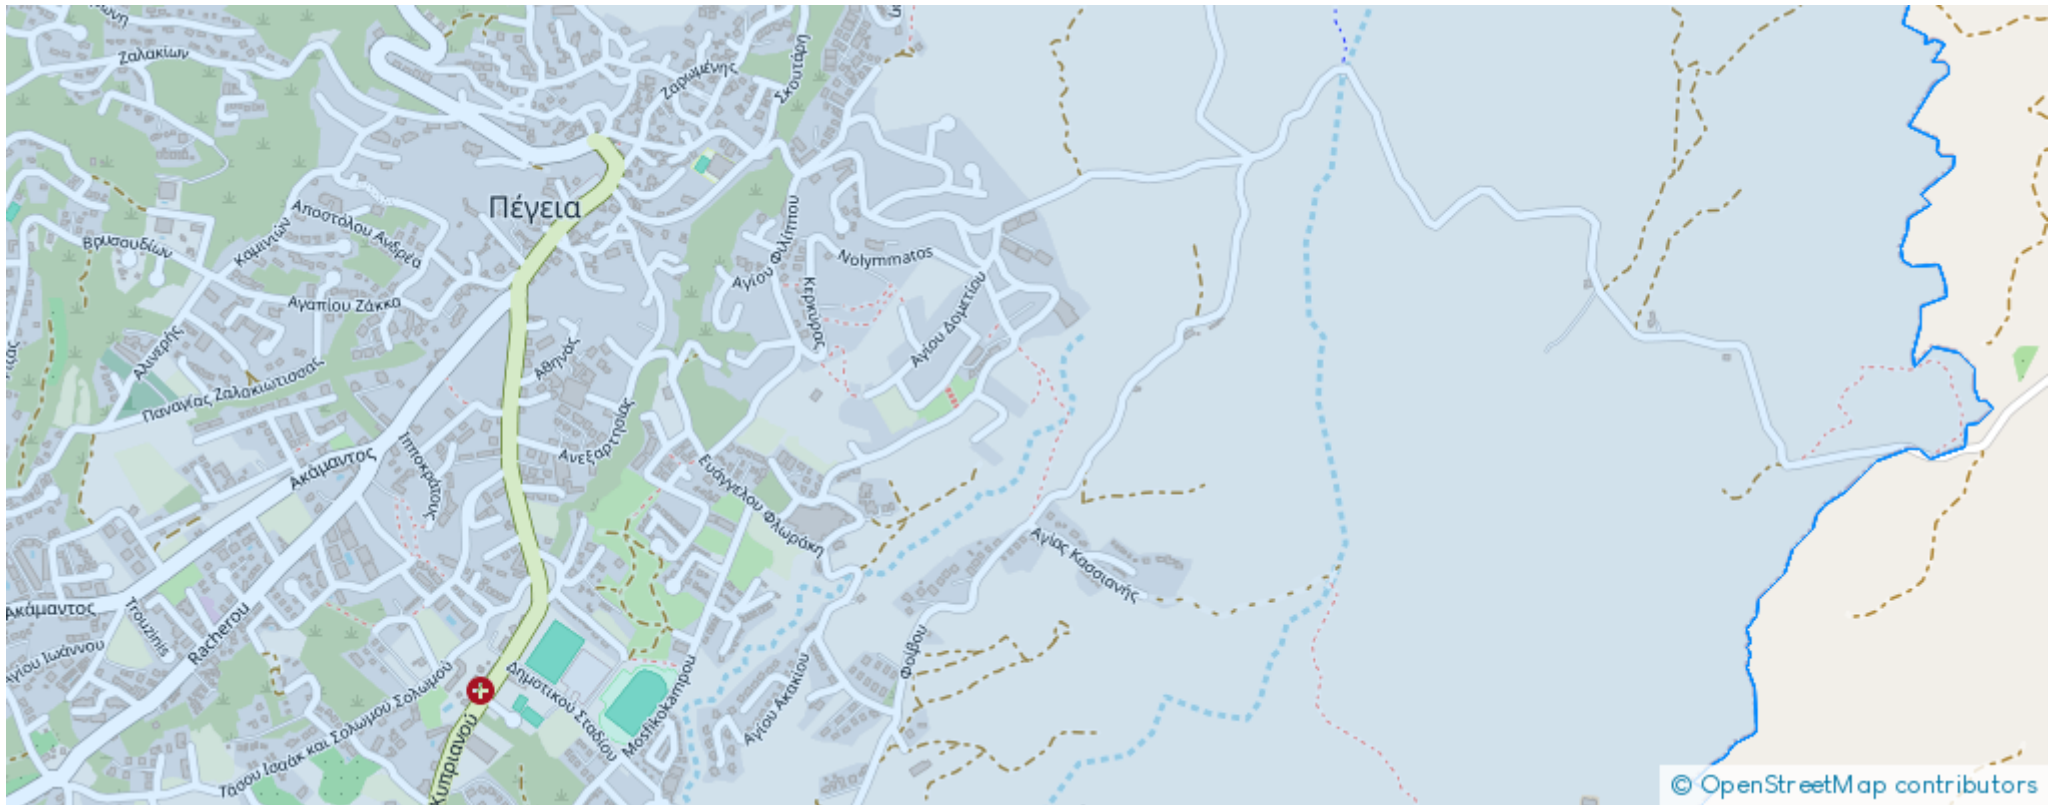 Ζαλακίων
Ζαρωμένης
Σκουτάρη
Πέγεια
Αποστόλου Ανδρέα
Καμινιών
Βρυσουδίων
Αγίου Φιλίππου
Nolymmatos
Κερκύρας
Αγίου Δομετίου
Αγαπίου Ζάκκα
Αλινερής
Αθηνάς
Παναγίας Ζαλακιωτισσας
Ανεξαρτησίας
Ιπποκράτους
Ακάμαντος
Ευάγγελου Φλωράκη
Αγίας Κασσιανής
Ακάμαντος
Trouzinis
Racherou
Αγίου Ιωάννου
Φοίβου
Δημοτικού Σταδίου
Mosfikokampou
Αγίου Ακακίου
Τάσου Ισαάκ και Σολωμού Σολωμού
Κυπριανού
© OpenStreetMap contributors